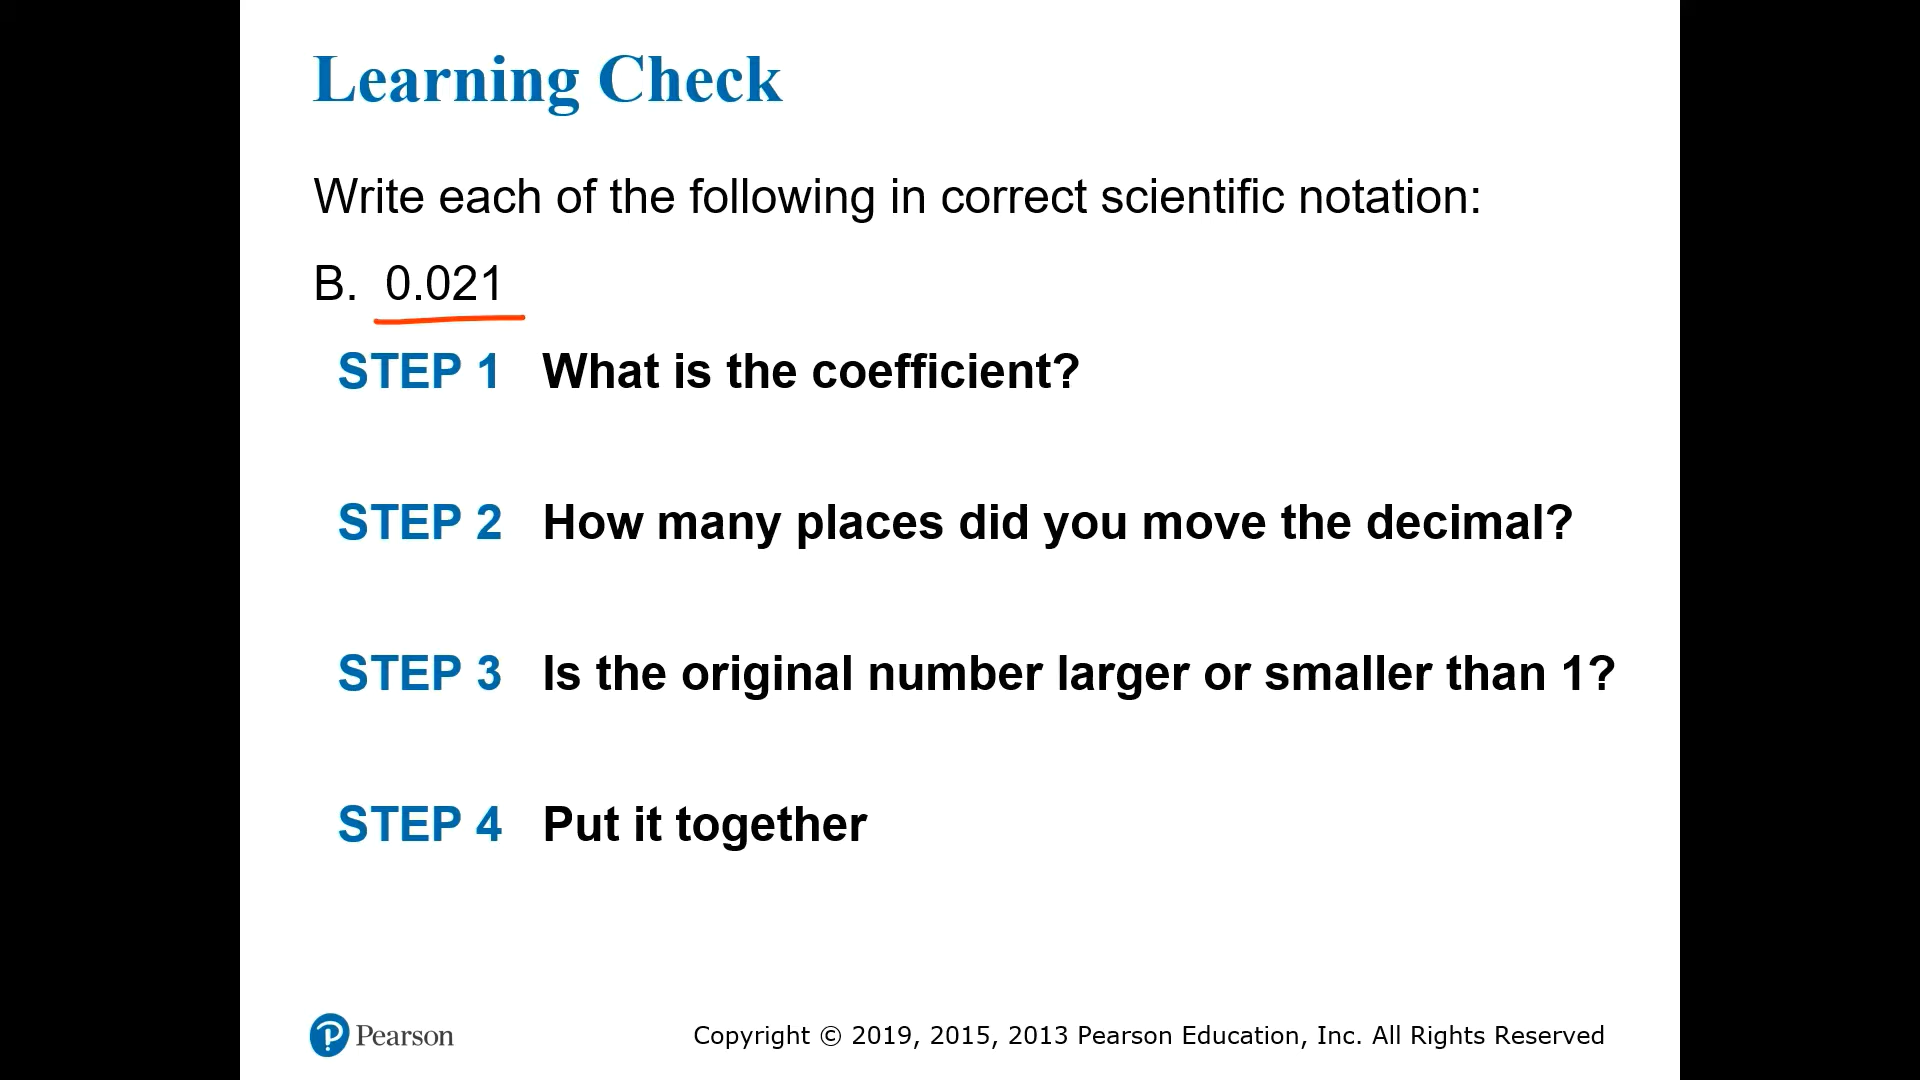 Learning Check
Write each of the following in correct scientific notation:
B. 0.021
STEP 1 What is the coefficient?
STEP 2 How many places did you move the decimal?
STEP 3 Is the original number larger or smaller than 1?
STEP 4 Put it together
Pearson Copyright © 2019, 2015, 2013 Pearson Education, Inc. All Rights Reserved